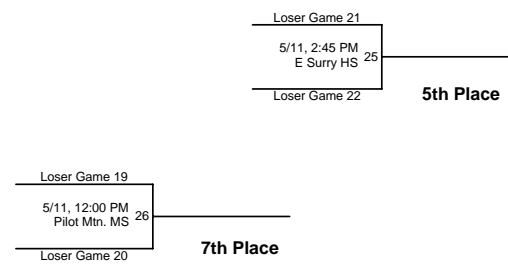 Loser Game 21
5/11, 2:45 PM
E Surry HS
25
Loser Game 22
5th Place
Loser Game 19
5/11, 12:00 PM
Pilot Mtn. MS
26
Loser Game 20
7th Place